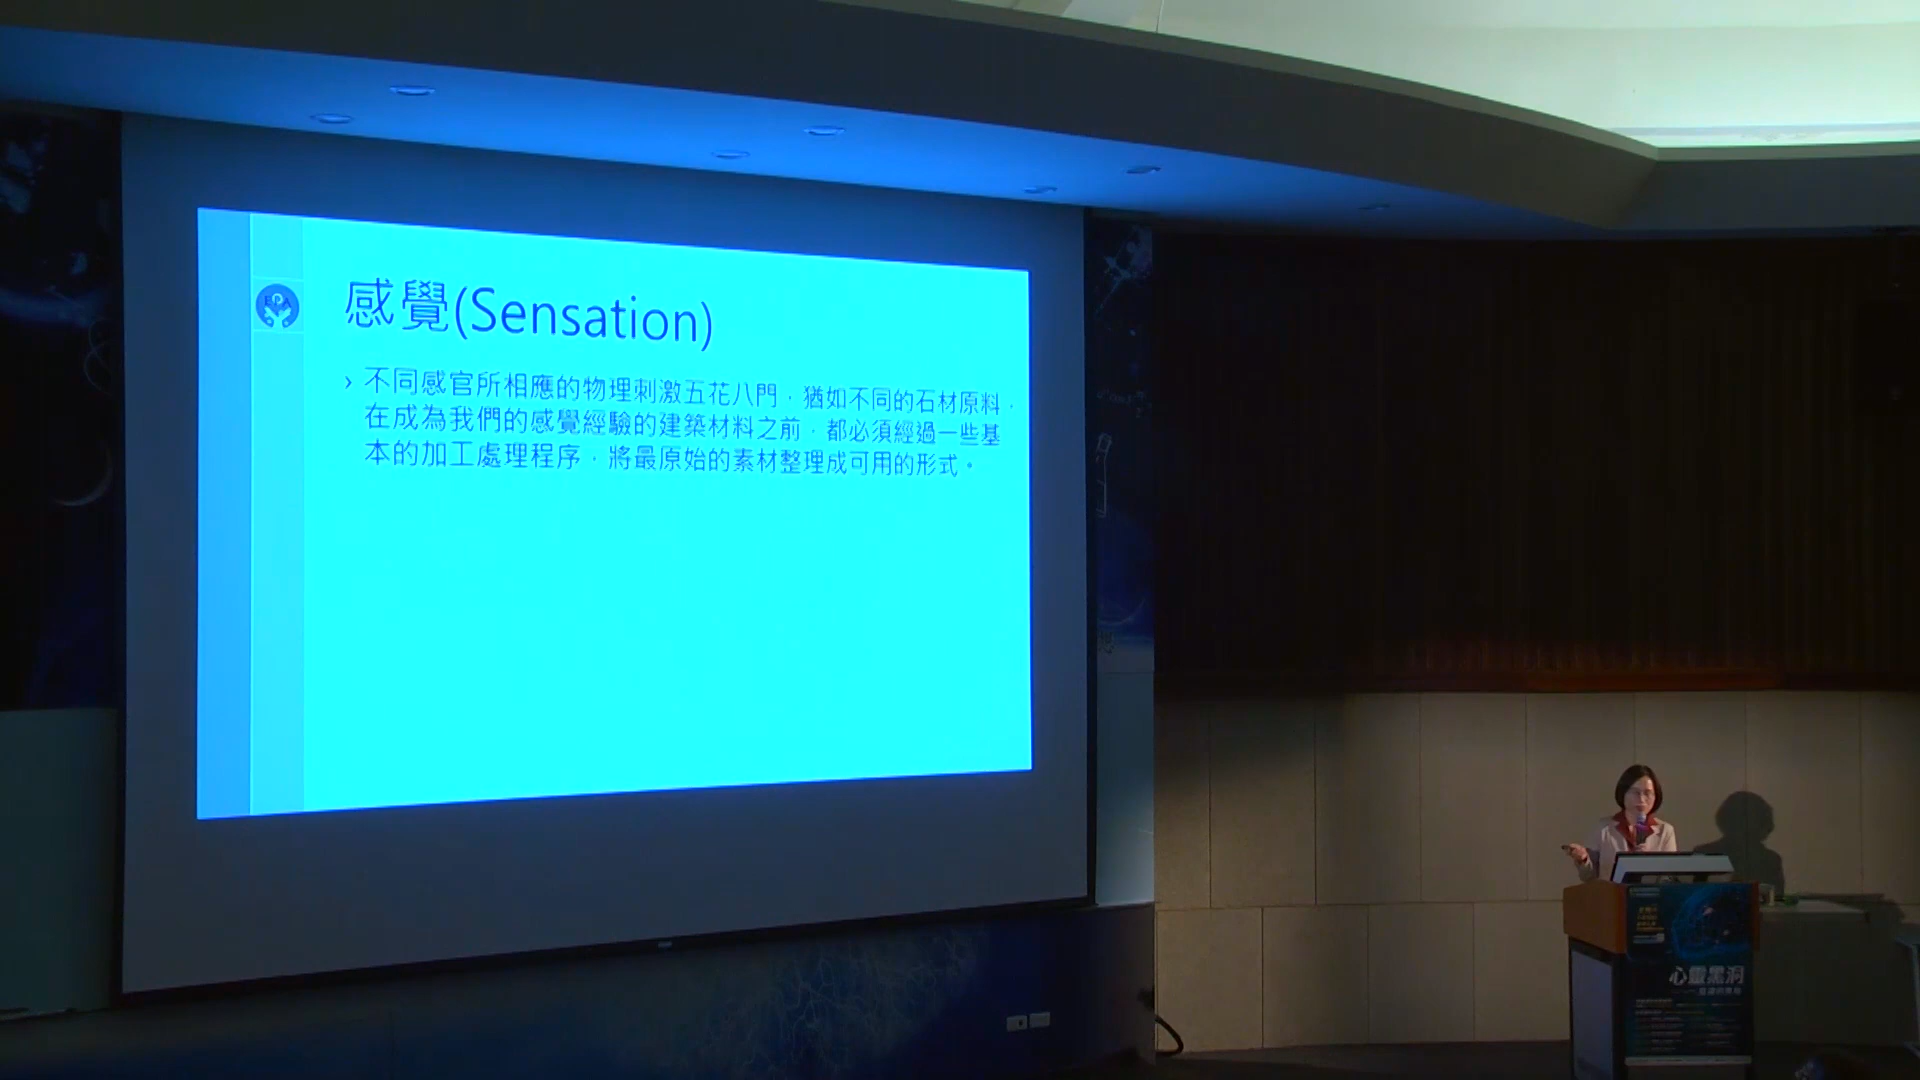 感覺(Sensation)
EPA
› 不同感官所相應的物理刺激五花八門，猶如不同的石材原料，
在成為我們的感覺經驗的建築材料之前，都必須經過一些基
本的加工處理程序，將最原始的素材整理成可用的形式。
心靈黑洞